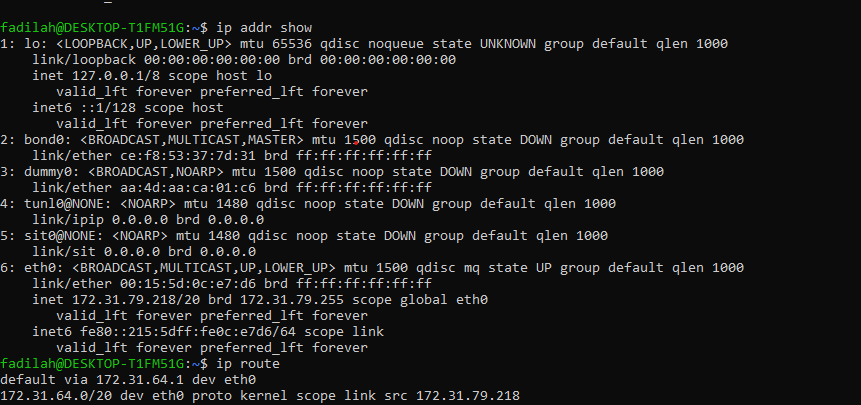 fadilah@DESKTOP-T1FM51G:~$ ip addr show
1: lo: <LOOPBACK,UP,LOWER_UP> mtu 65536 qdisc noqueue state UNKNOWN group default qlen 1000
    link/loopback 00:00:00:00:00:00 brd 00:00:00:00:00:00
    inet 127.0.0.1/8 scope host lo
       valid_lft forever preferred_lft forever
    inet6 ::1/128 scope host
       valid_lft forever preferred_lft forever
2: bond0: <BROADCAST,MULTICAST,MASTER> mtu 1500 qdisc noop state DOWN group default qlen 1000
    link/ether ce:f8:53:37:7d:31 brd ff:ff:ff:ff:ff:ff
3: dummy0: <BROADCAST,NOARP> mtu 1500 qdisc noop state DOWN group default qlen 1000
    link/ether aa:4d:aa:ca:01:c6 brd ff:ff:ff:ff:ff:ff
4: tunl0@NONE: <NOARP> mtu 1480 qdisc noop state DOWN group default qlen 1000
    link/ipip 0.0.0.0 brd 0.0.0.0
5: sit0@NONE: <NOARP> mtu 1480 qdisc noop state DOWN group default qlen 1000
    link/sit 0.0.0.0 brd 0.0.0.0
6: eth0: <BROADCAST,MULTICAST,UP,LOWER_UP> mtu 1500 qdisc mq state UP group default qlen 1000
    link/ether 00:15:5d:0c:e7:d6 brd ff:ff:ff:ff:ff:ff
    inet 172.31.79.218/20 brd 172.31.79.255 scope global eth0
       valid_lft forever preferred_lft forever
    inet6 fe80::215:5dff:fe0c:e7d6/64 scope link
       valid_lft forever preferred_lft forever
fadilah@DESKTOP-T1FM51G:~$ ip route
default via 172.31.64.1 dev eth0
172.31.64.0/20 dev eth0 proto kernel scope link src 172.31.79.218